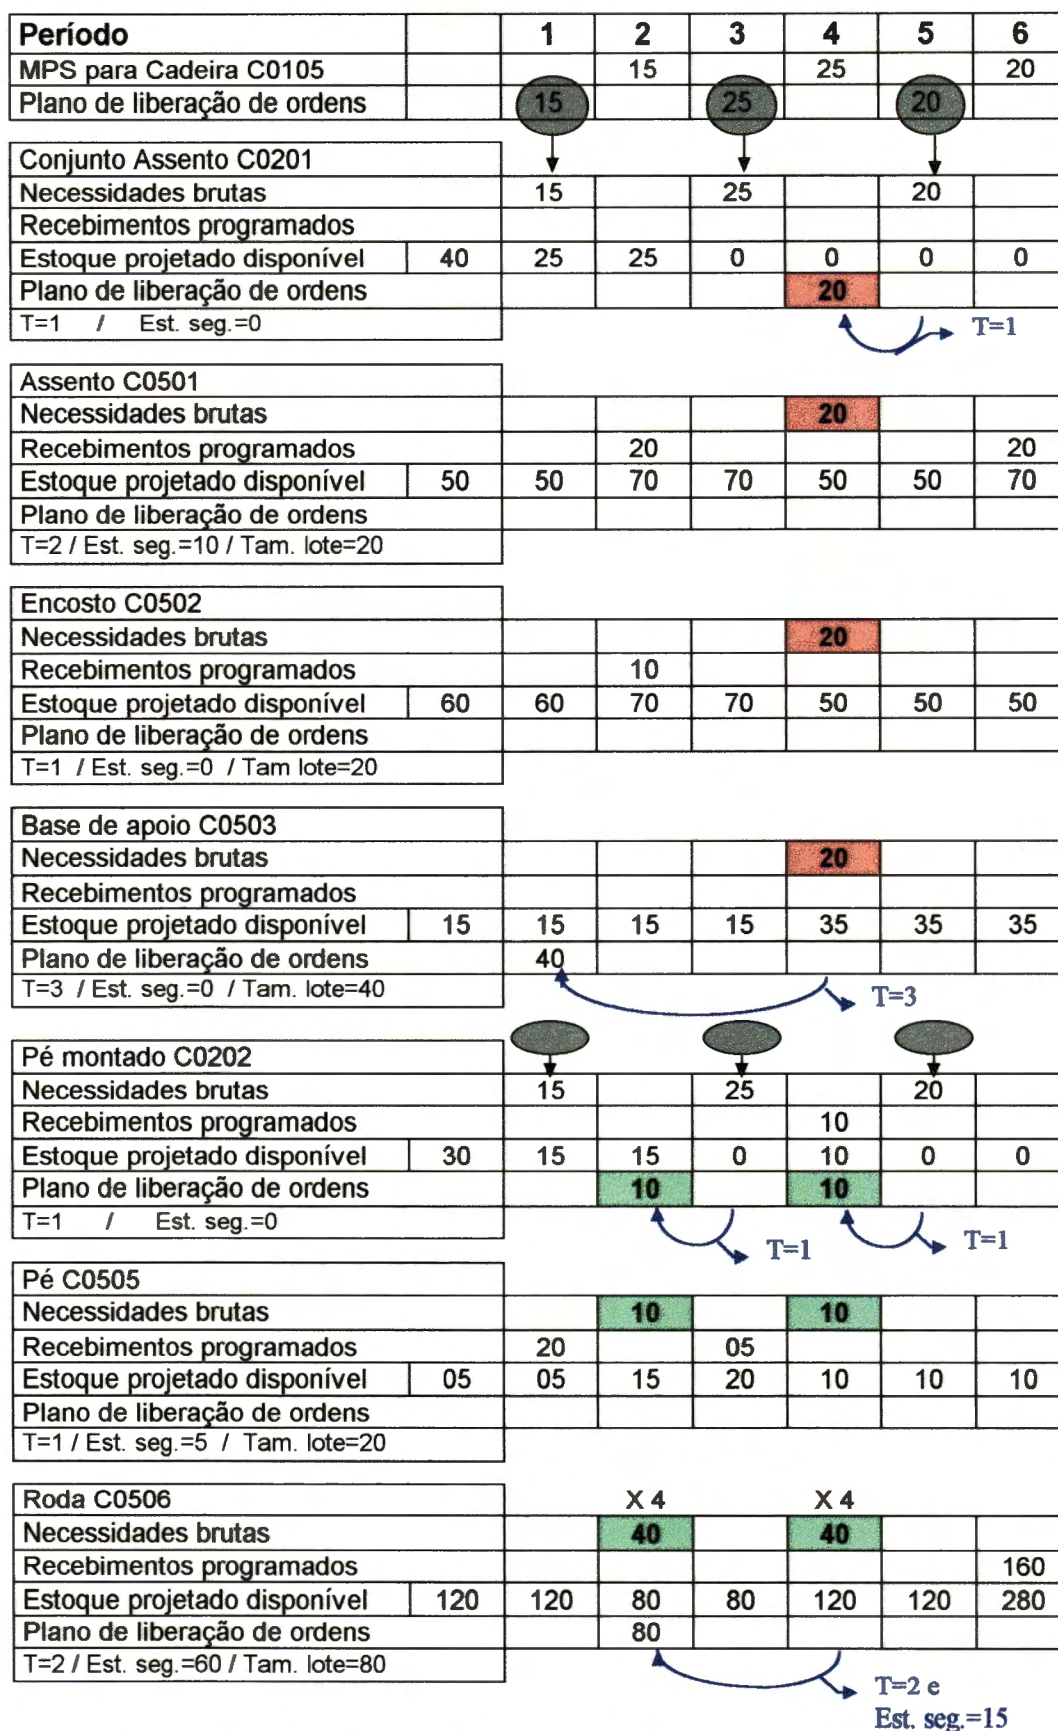 Período 1 2 3 4 5 6
MPS para Cadeira C0105 15 25 20
Plano de liberação de ordens 15 25 20
Conjunto Assento C0201
Necessidades brutas 15 25 20
Recebimentos programados
Estoque projetado disponível 40 25 25 0 0 0 0
Plano de liberação de ordens 20
T=1 / Est. seg.=0
T=1
Assento C0501
Necessidades brutas 20
Recebimentos programados 20 20
Estoque projetado disponível 50 50 70 70 50 50 70
Plano de liberação de ordens
T=2 / Est. seg.=10 / Tam. lote=20
Encosto C0502
Necessidades brutas 20
Recebimentos programados 10
Estoque projetado disponível 60 60 70 70 50 50 50
Plano de liberação de ordens
T=1 / Est. seg.=0 / Tam lote=20
Base de apoio C0503
Necessidades brutas 20
Recebimentos programados
Estoque projetado disponível 15 15 15 15 35 35 35
Plano de liberação de ordens 40
T=3 / Est. seg.=0 / Tam. lote=40
T=3
Pé montado C0202
Necessidades brutas 15 25 20
Recebimentos programados 10
Estoque projetado disponível 30 15 15 0 10 0 0
Plano de liberação de ordens 10 10
T=1 / Est. seg.=0
T=1 T=1
Pé C0505
Necessidades brutas 10 10
Recebimentos programados 20 05
Estoque projetado disponível 05 05 15 20 10 10 10
Plano de liberação de ordens
T=1 / Est. seg.=5 / Tam. lote=20
Roda C0506 X 4 X 4
Necessidades brutas 40 40
Recebimentos programados 160
Estoque projetado disponível 120 120 80 80 120 120 280
Plano de liberação de ordens 80
T=2 / Est. seg.=60 / Tam. lote=80
T=2 e
Est. seg.=15